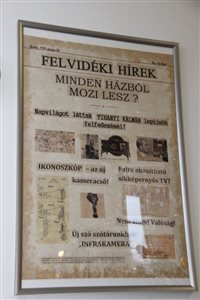 FELVIDÉKI HÍREK
MINDEN HÁZBÓL
MOZI LESZ?
Napvilágot láttak TIHANYI KÁLMÁN legújabb
felfedezései!
IKONOSZKÓP - az új
kameracső!
Falra akasztható
síkképernyős TV?
Nem álom! Valóság!
Új szó szótárunkban:
"INFRAKAMERA"